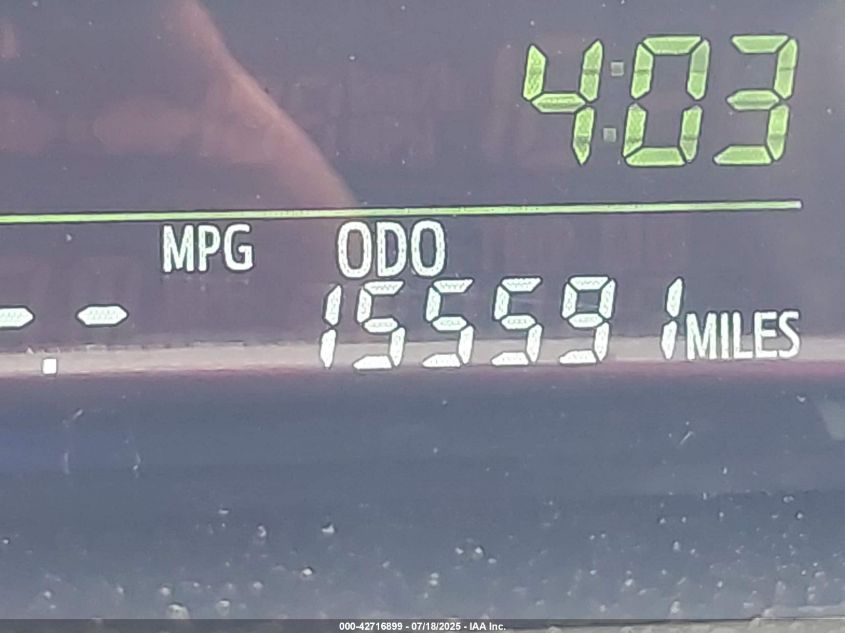 4:03
MPG ODO
-.- 155591 MILES
000-42716899 - 07/18/2025 - IAA Inc.